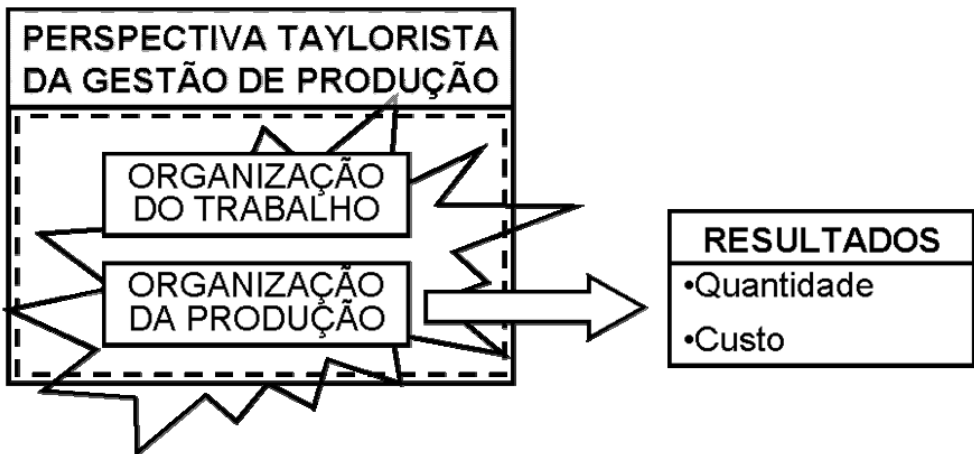 PERSPECTIVA TAYLORISTA
DA GESTÃO DE PRODUÇÃO
ORGANIZAÇÃO
DO TRABALHO
ORGANIZAÇÃO
DA PRODUÇÃO
RESULTADOS
•Quantidade
•Custo